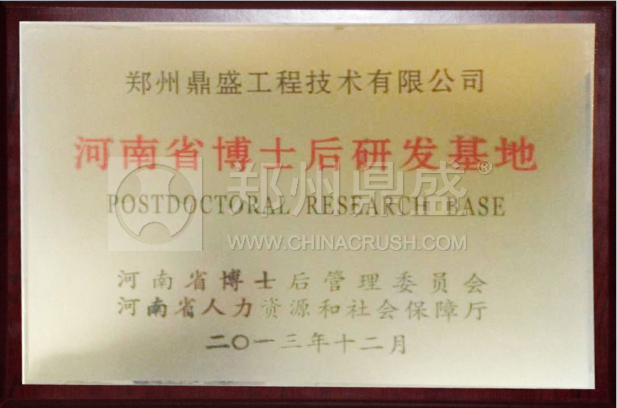 郑州鼎盛工程技术有限公司
河南省博士后研发基地
郑州鼎盛®
POSTDOCTORAL RESEARCH BASE
WWW.CHINACRUSH.COM
河南省博士后管理委员会
河南省人力资源和社会保障厅
二〇一三年十二月